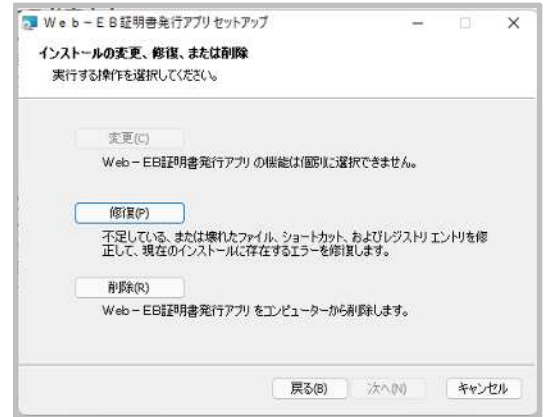 Ｗｅｂ－ＥＢ証明書発行アプリ セットアップ
インストールの変更、修復、または削除
実行する操作を選択してください。
変更(C)
Ｗｅｂ－ＥＢ証明書発行アプリ の機能は個別に選択できません。
修復(P)
不足している、または壊れたファイル、ショートカット、およびレジストリ エントリを修
正して、現在のインストールに存在するエラーを修復します。
削除(R)
Ｗｅｂ－ＥＢ証明書発行アプリ をコンピューターから削除します。
戻る(B) 次へ(N) キャンセル